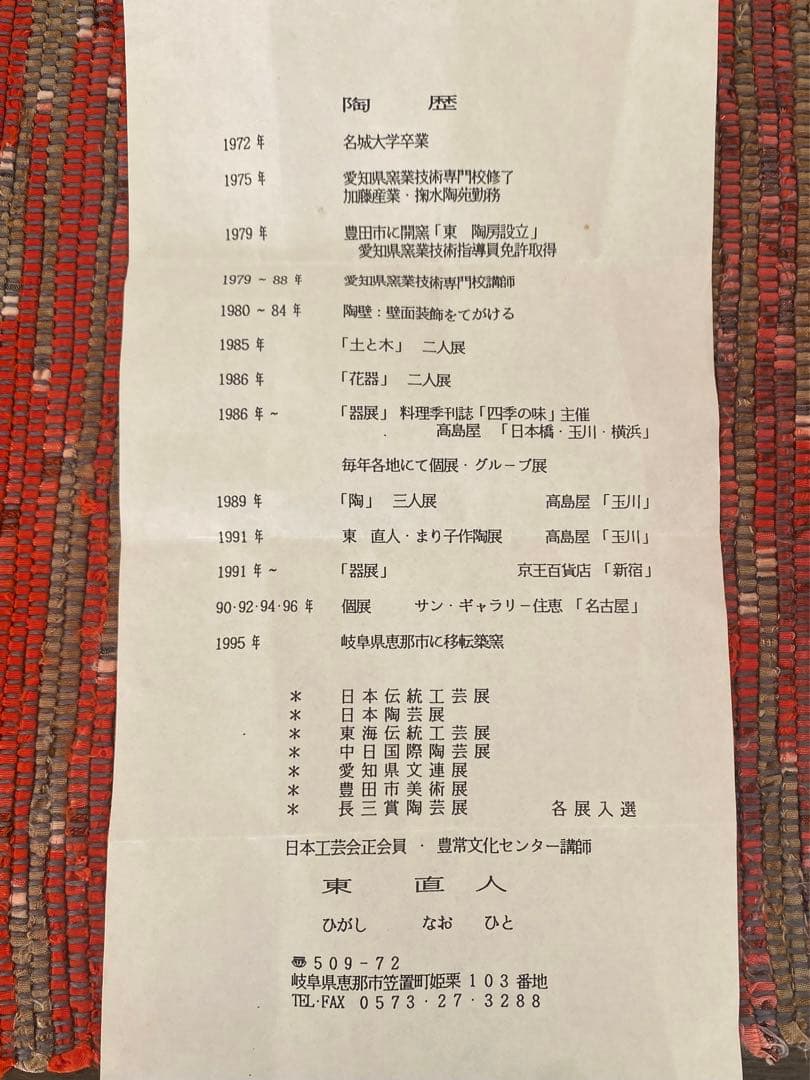 陶 歴
1972 年 名城大学卒業
1975 年 愛知県窯業技術専門校修了
加藤産業・掬水陶苑勤務
1979 年 豊田市に開窯「東 陶房設立」
愛知県窯業技術指導員免許取得
1979 ~ 88 年 愛知県窯業技術専門校講師
1980 ~ 84 年 陶壁：壁面装飾をてがける
1985 年 「土と木」 二人展
1986 年 「花器」 二人展
1986 年 ~ 「器展」 料理季刊誌「四季の味」主催
高島屋 「日本橋・玉川・横浜」
毎年各地にて個展・グループ展
1989 年 「陶」 三人展 高島屋 「玉川」
1991 年 東 直人・まり子作陶展 高島屋 「玉川」
1991 年 ~ 「器展」 京王百貨店 「新宿」
90·92·94·96 年 個展 サン・ギャラリー住恵 「名古屋」
1995 年 岐阜県恵那市に移転築窯
＊ 日本伝統工芸展
＊ 日本陶芸展
＊ 東海伝統工芸展
＊ 中日国際陶芸展
＊ 愛知県文連展
＊ 豊田市美術展
＊ 長三賞陶芸展 各展入選
日本工芸会正会員 ・ 豊常文化センター講師
東 直人
ひがし なお ひと
〠 509-72
岐阜県恵那市笠置町姫栗 103 番地
TEL·FAX 0573·27·3288